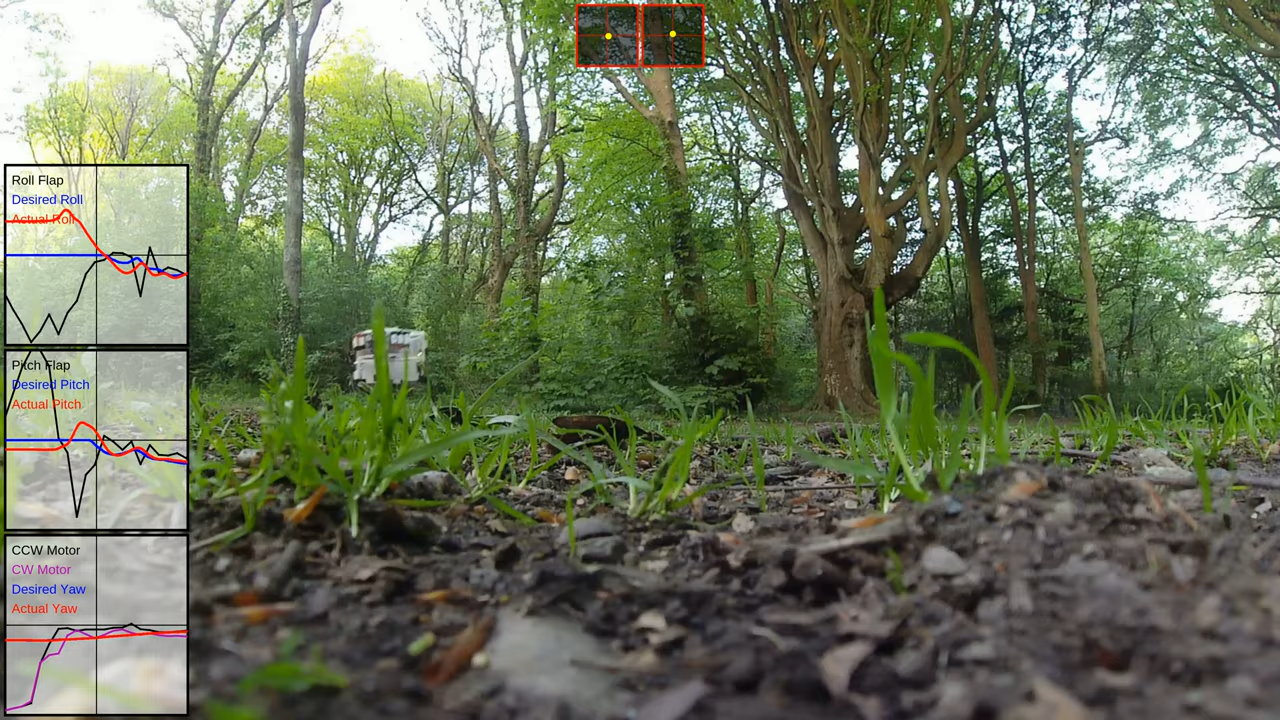 Roll Flap
Desired Roll
Actual Roll
Pitch Flap
Desired Pitch
Actual Pitch
CCW Motor
CW Motor
Desired Yaw
Actual Yaw